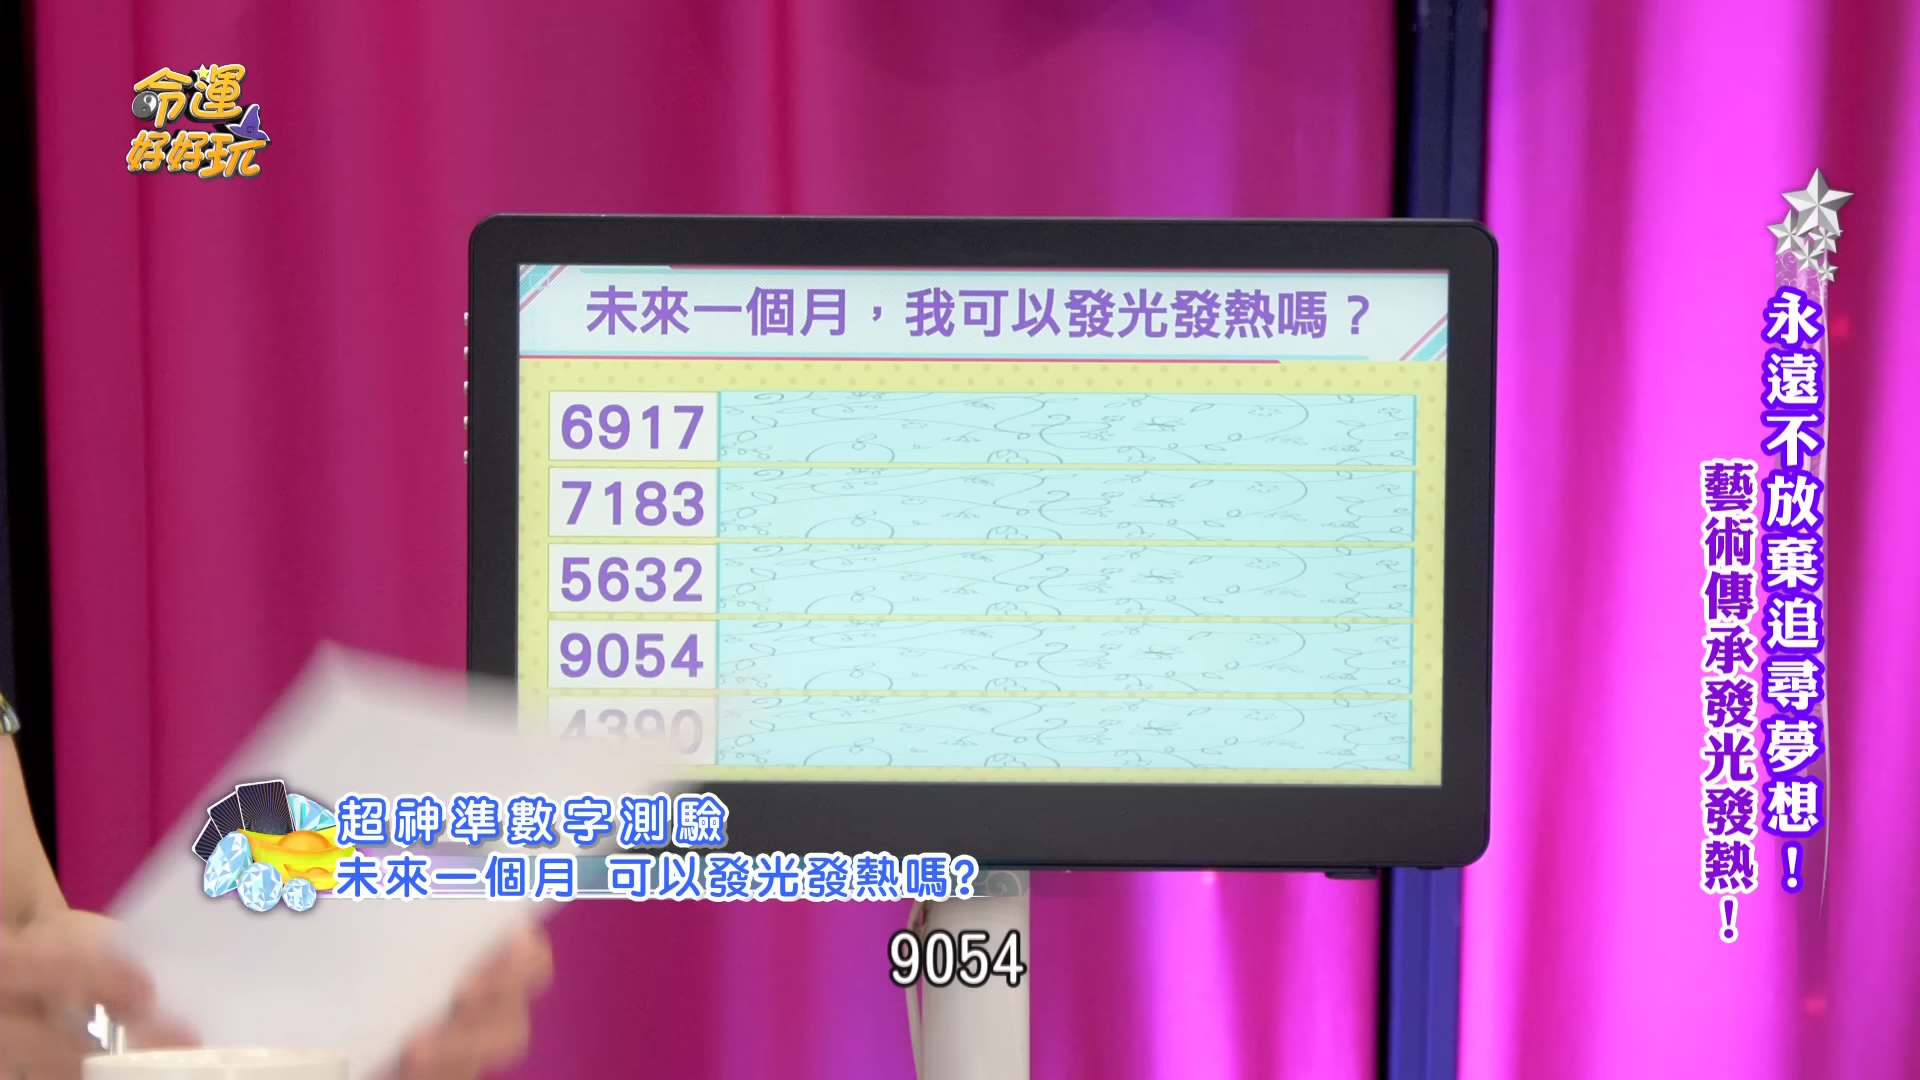 命運
好好玩
未來一個月，我可以發光發熱嗎？
6917
7183
5632
9054
4390
永遠不放棄追尋夢想！
藝術傳承發光發熱！
超神準數字測驗
未來一個月 可以發光發熱嗎?
9054